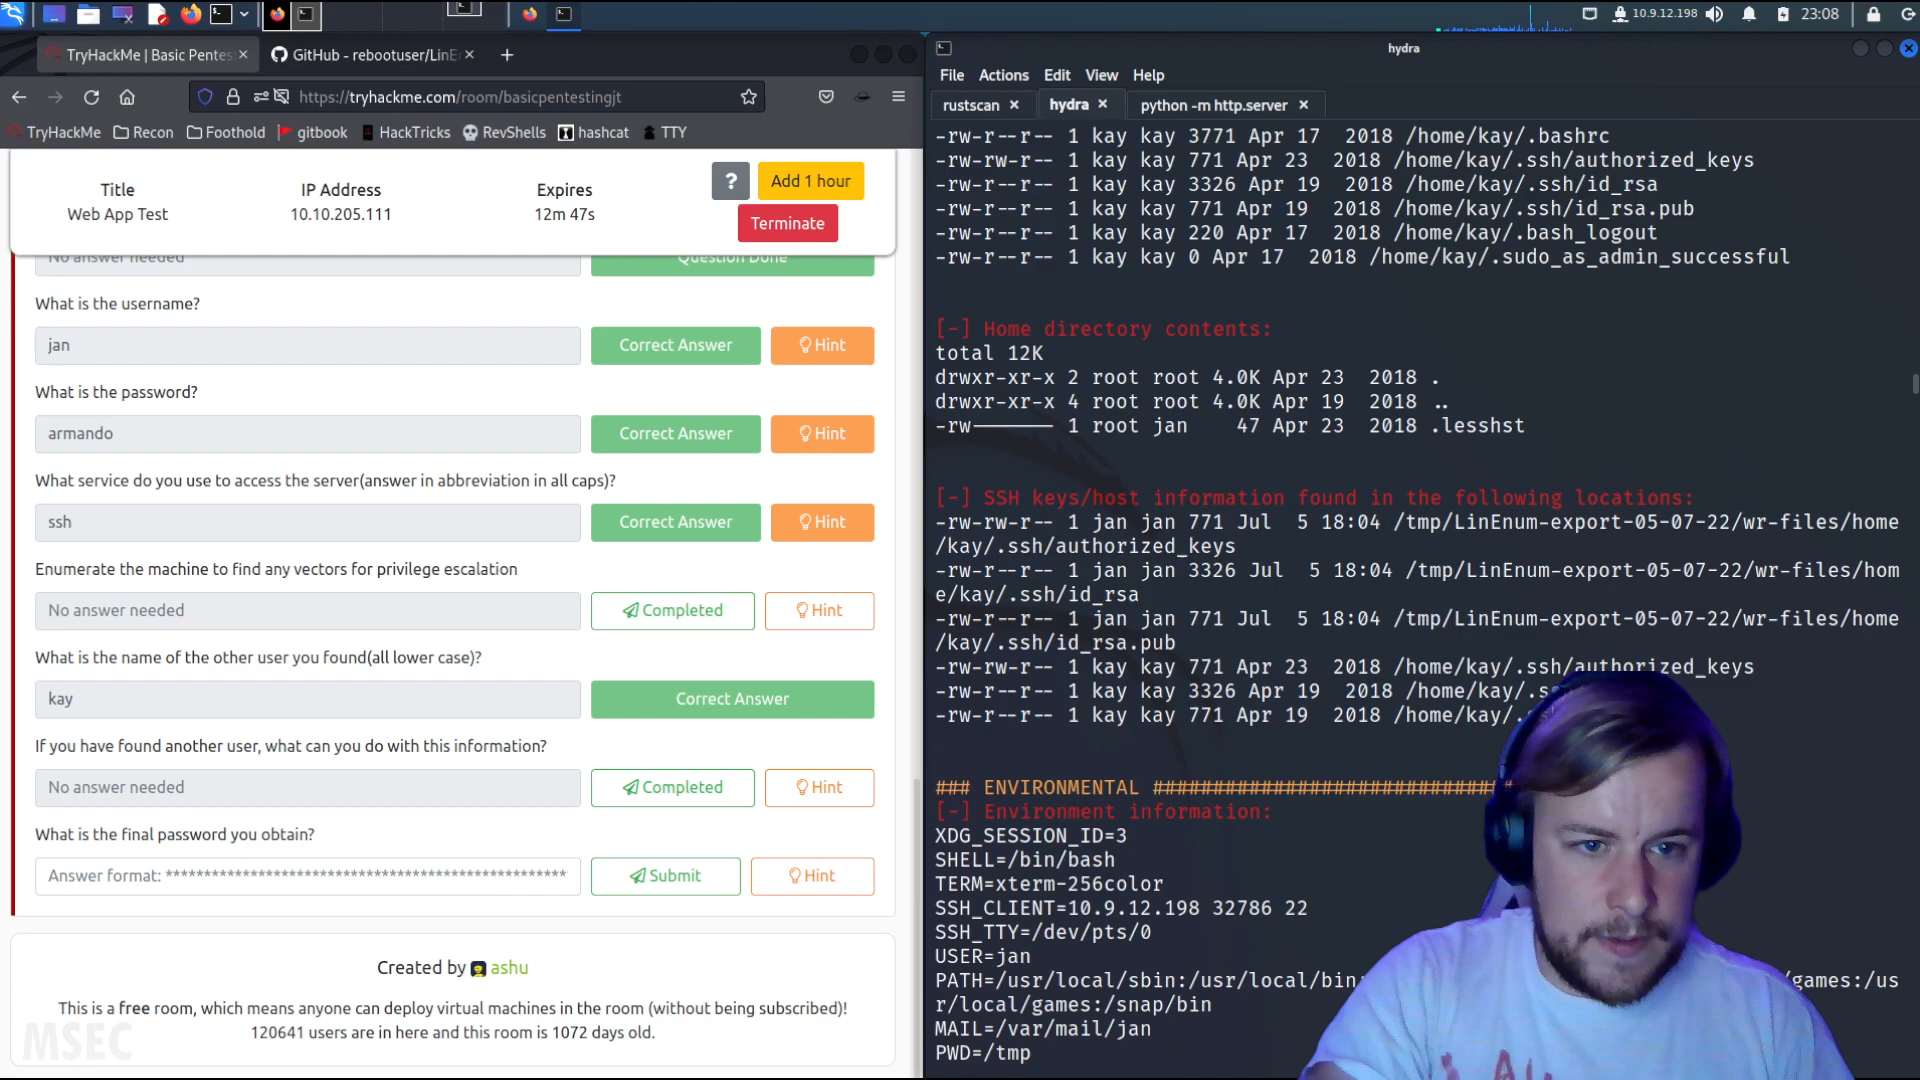 10.9.12.198
23:08
TryHackMe | Basic Pentes
GitHub - rebootuser/LinE
https://tryhackme.com/room/basicpentestingjt
TryHackMe
Recon
Foothold
gitbook
HackTricks
RevShells
hashcat
TTY
Title
IP Address
Expires
?
Add 1 hour
Web App Test
10.10.205.111
12m 47s
Terminate
No answer needed
Question Done
What is the username?
jan
Correct Answer
Hint
What is the password?
armando
Correct Answer
Hint
What service do you use to access the server(answer in abbreviation in all caps)?
ssh
Correct Answer
Hint
Enumerate the machine to find any vectors for privilege escalation
No answer needed
Completed
Hint
What is the name of the other user you found(all lower case)?
kay
Correct Answer
If you have found another user, what can you do with this information?
No answer needed
Completed
Hint
What is the final password you obtain?
Answer format: ****************************************************
Submit
Hint
Created by ashu
This is a free room, which means anyone can deploy virtual machines in the room (without being subscribed)!
120641 users are in here and this room is 1072 days old.
MSEC
hydra
File Actions Edit View Help
rustscan
hydra
python -m http.server
-rw-r--r-- 1 kay kay 3771 Apr 17  2018 /home/kay/.bashrc
-rw-rw-r-- 1 kay kay 771 Apr 23  2018 /home/kay/.ssh/authorized_keys
-rw-r--r-- 1 kay kay 3326 Apr 19  2018 /home/kay/.ssh/id_rsa
-rw-r--r-- 1 kay kay 771 Apr 19  2018 /home/kay/.ssh/id_rsa.pub
-rw-r--r-- 1 kay kay 220 Apr 17  2018 /home/kay/.bash_logout
-rw-r--r-- 1 kay kay 0 Apr 17  2018 /home/kay/.sudo_as_admin_successful
[-] Home directory contents:
total 12K
drwxr-xr-x 2 root root 4.0K Apr 23  2018 .
drwxr-xr-x 4 root root 4.0K Apr 19  2018 ..
-rw------- 1 root jan    47 Apr 23  2018 .lesshst
[-] SSH keys/host information found in the following locations:
-rw-rw-r-- 1 jan jan 771 Jul  5 18:04 /tmp/LinEnum-export-05-07-22/wr-files/home
/kay/.ssh/authorized_keys
-rw-r--r-- 1 jan jan 3326 Jul  5 18:04 /tmp/LinEnum-export-05-07-22/wr-files/hom
e/kay/.ssh/id_rsa
-rw-r--r-- 1 jan jan 771 Jul  5 18:04 /tmp/LinEnum-export-05-07-22/wr-files/home
/kay/.ssh/id_rsa.pub
-rw-rw-r-- 1 kay kay 771 Apr 23  2018 /home/kay/.ssh/authorized_keys
-rw-r--r-- 1 kay kay 3326 Apr 19  2018 /home/kay/.s
-rw-r--r-- 1 kay kay 771 Apr 19  2018 /home/kay/.s
### ENVIRONMENTAL ##############################
[-] Environment information:
XDG_SESSION_ID=3
SHELL=/bin/bash
TERM=xterm-256color
SSH_CLIENT=10.9.12.198 32786 22
SSH_TTY=/dev/pts/0
USER=jan
PATH=/usr/local/sbin:/usr/local/bin: /games:/us
r/local/games:/snap/bin
MAIL=/var/mail/jan
PWD=/tmp